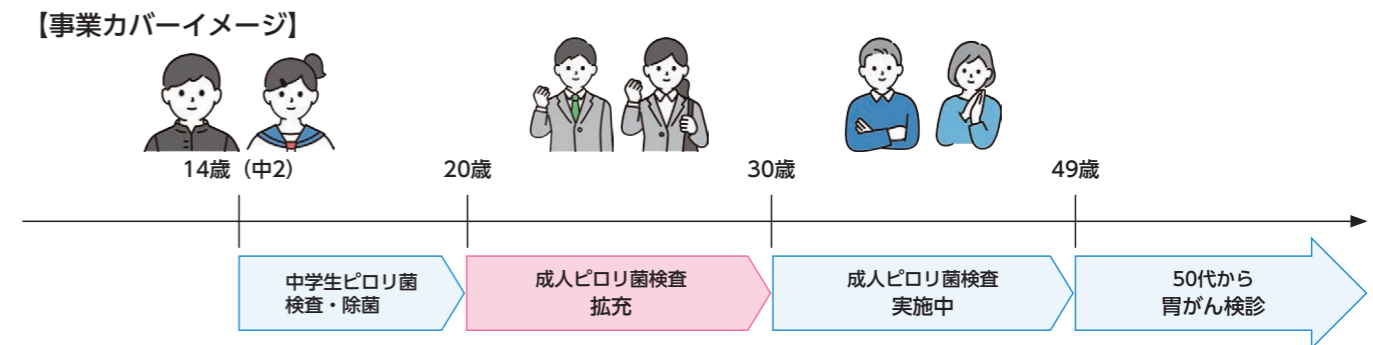 【事業カバーイメージ】
14歳（中2）
20歳
30歳
49歳
中学生ピロリ菌
検査・除菌
成人ピロリ菌検査
拡充
成人ピロリ菌検査
実施中
50代から
胃がん検診